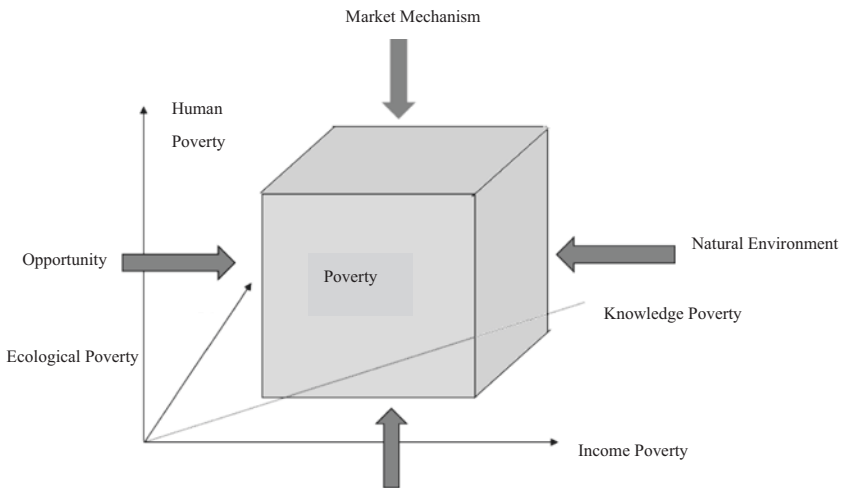 Market Mechanism
Human
Poverty
Opportunity
Natural Environment
Poverty
Knowledge Poverty
Ecological Poverty
Income Poverty